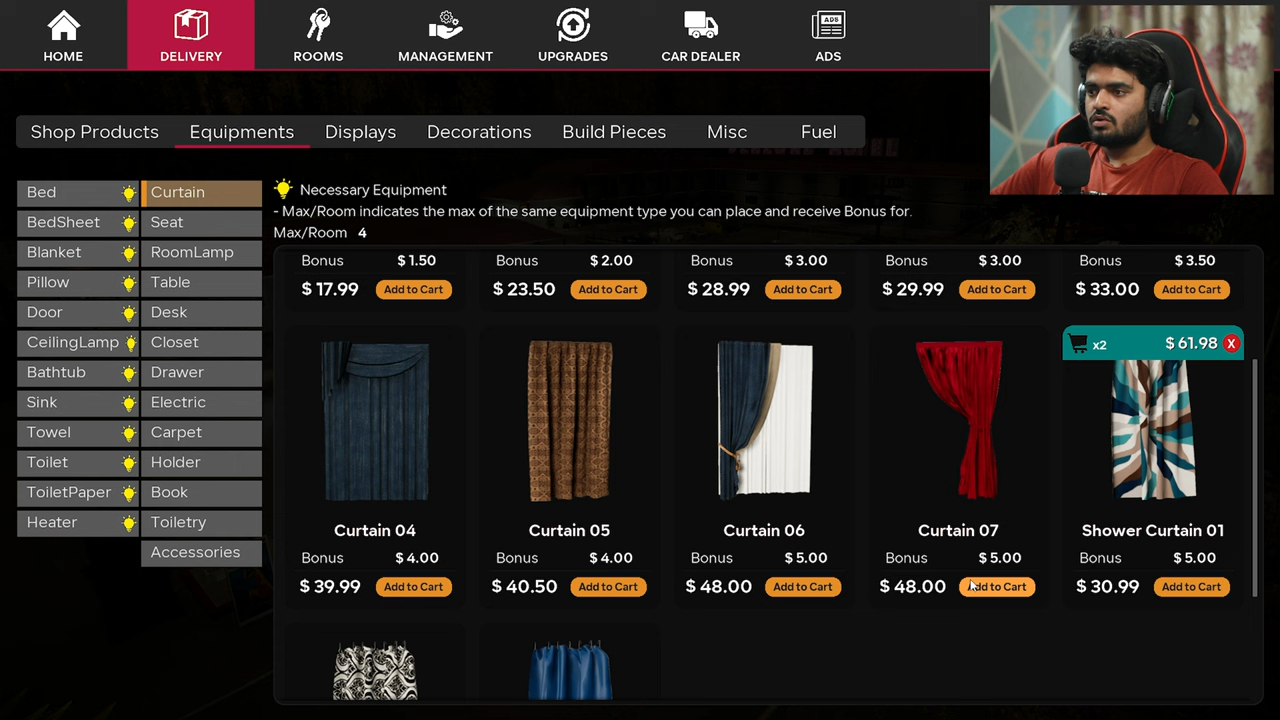 HOME DELIVERY ROOMS MANAGEMENT UPGRADES CAR DEALER ADS
Shop Products Equipments Displays Decorations Build Pieces Misc Fuel
Bed Curtain
BedSheet Seat
Blanket RoomLamp
Pillow Table
Door Desk
CeilingLamp Closet
Bathtub Drawer
Sink Electric
Towel Carpet
Toilet Holder
ToiletPaper Book
Heater Toiletry
Accessories
Necessary Equipment
- Max/Room indicates the max of the same equipment type you can place and receive Bonus for.
Max/Room 4
Bonus $ 1.50 Bonus $ 2.00 Bonus $ 3.00 Bonus $ 3.00 Bonus $ 3.50
$ 17.99 Add to Cart $ 23.50 Add to Cart $ 28.99 Add to Cart $ 29.99 Add to Cart $ 33.00 Add to Cart
x2 $ 61.98 X
Curtain 04 Curtain 05 Curtain 06 Curtain 07 Shower Curtain 01
Bonus $ 4.00 Bonus $ 4.00 Bonus $ 5.00 Bonus $ 5.00 Bonus $ 5.00
$ 39.99 Add to Cart $ 40.50 Add to Cart $ 48.00 Add to Cart $ 48.00 Add to Cart $ 30.99 Add to Cart